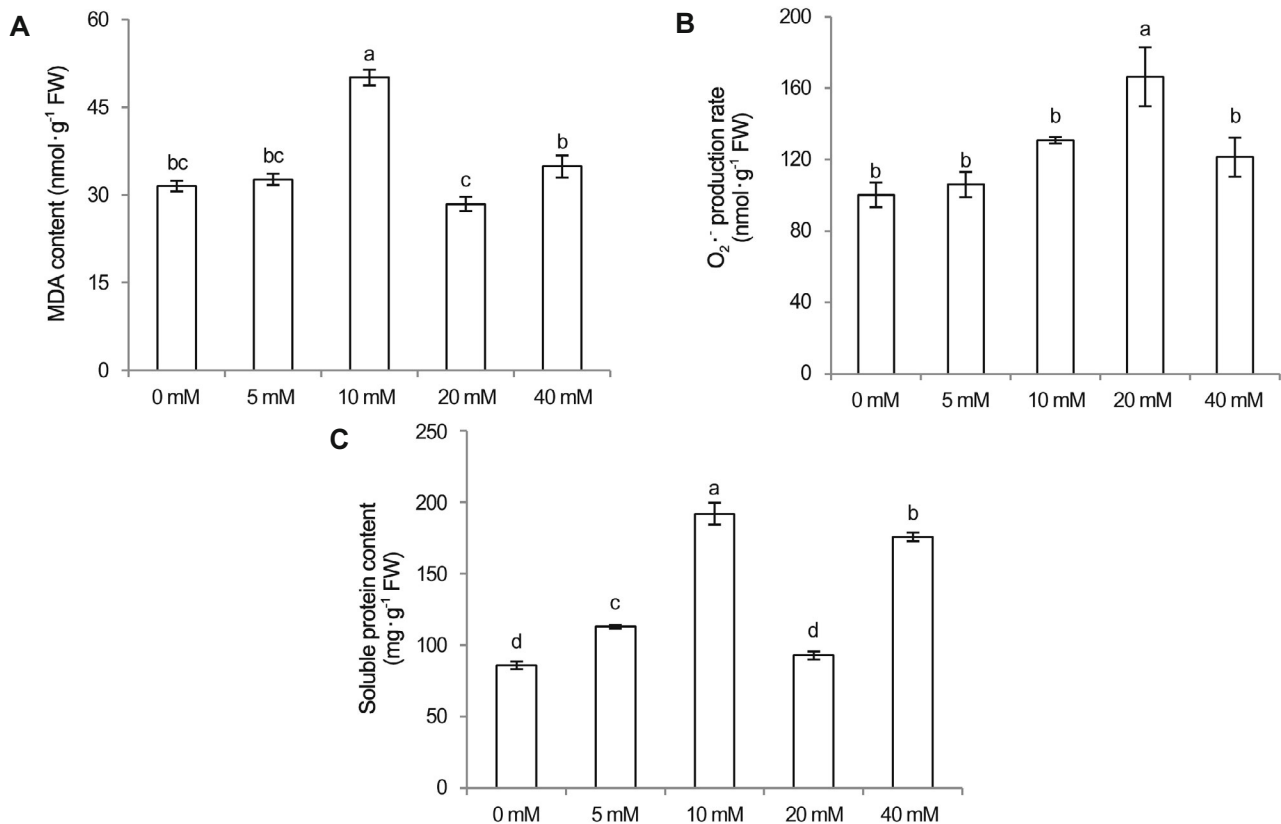 A
MDA content (nmol·g⁻¹ FW)
60
45
30
15
0
bc
bc
a
c
b
0 mM
5 mM
10 mM
20 mM
40 mM
B
O₂·⁻ production rate
(nmol·g⁻¹ FW)
200
160
120
80
40
0
b
b
b
a
b
0 mM
5 mM
10 mM
20 mM
40 mM
C
Soluble protein content
(mg·g⁻¹ FW)
250
200
150
100
50
0
d
c
a
d
b
0 mM
5 mM
10 mM
20 mM
40 mM